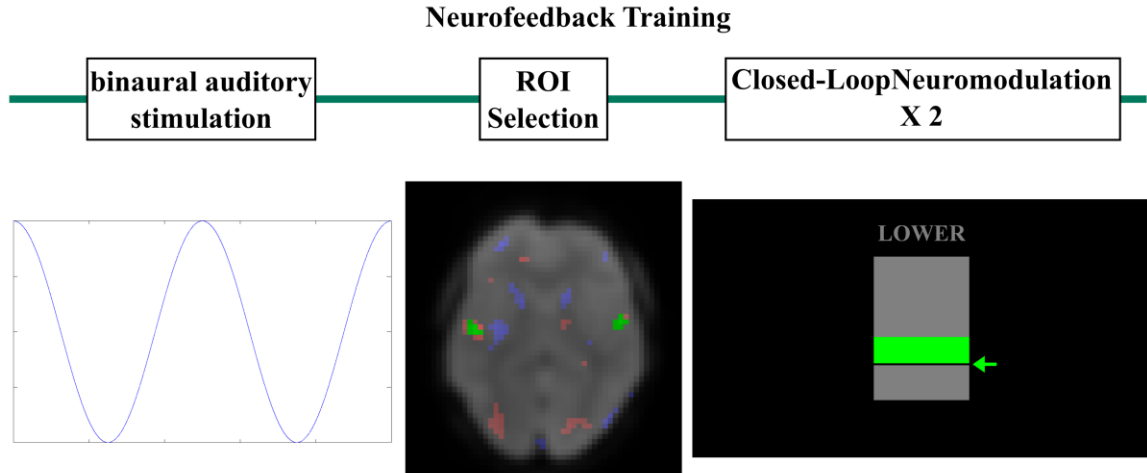 Neurofeedback Training
binaural auditory
stimulation
ROI
Selection
Closed-LoopNeuromodulation
X 2
LOWER